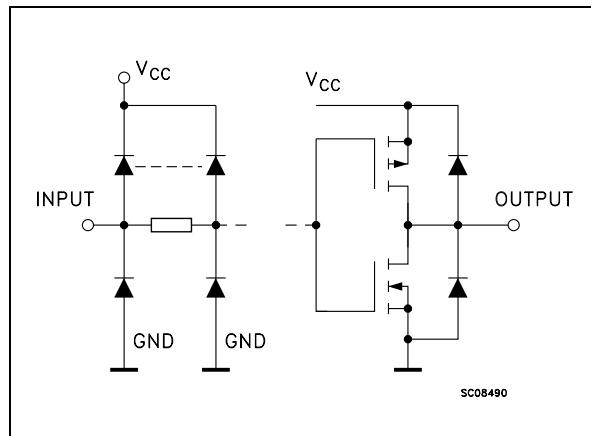 VCC
VCC
INPUT
OUTPUT
GND
GND
SC08490